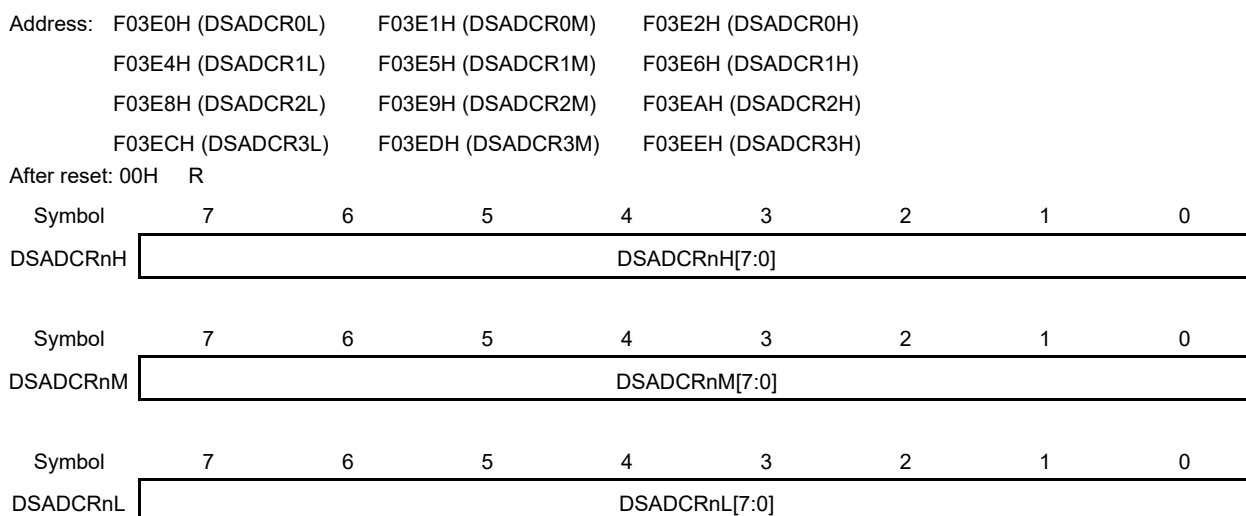 Address: F03E0H (DSADCR0L) F03E1H (DSADCR0M) F03E2H (DSADCR0H)
F03E4H (DSADCR1L) F03E5H (DSADCR1M) F03E6H (DSADCR1H)
F03E8H (DSADCR2L) F03E9H (DSADCR2M) F03EAH (DSADCR2H)
F03ECH (DSADCR3L) F03EDH (DSADCR3M) F03EEH (DSADCR3H)
After reset: 00H R
Symbol 7 6 5 4 3 2 1 0
DSADCRnH DSADCRnH[7:0]
Symbol 7 6 5 4 3 2 1 0
DSADCRnM DSADCRnM[7:0]
Symbol 7 6 5 4 3 2 1 0
DSADCRnL DSADCRnL[7:0]